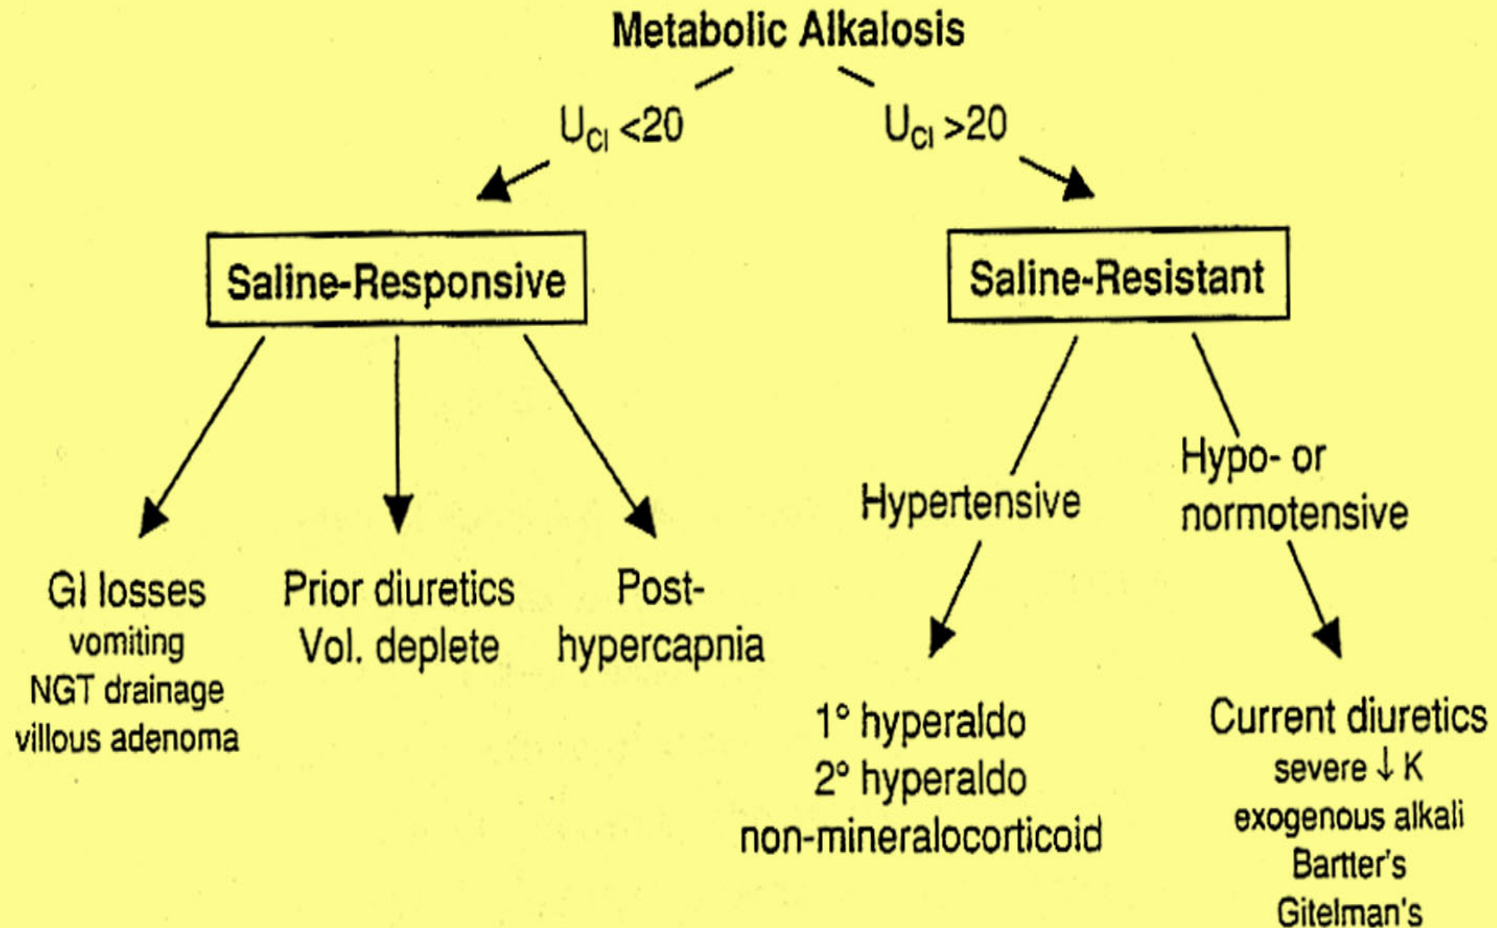 Metabolic Alkalosis
U_Cl <20
U_Cl >20
Saline-Responsive
Saline-Resistant
GI losses
vomiting
NGT drainage
villous adenoma
Prior diuretics
Vol. deplete
Post-
hypercapnia
Hypertensive
1° hyperaldo
2° hyperaldo
non-mineralocorticoid
Hypo- or
normotensive
Current diuretics
severe ↓ K
exogenous alkali
Bartter's
Gitelman's